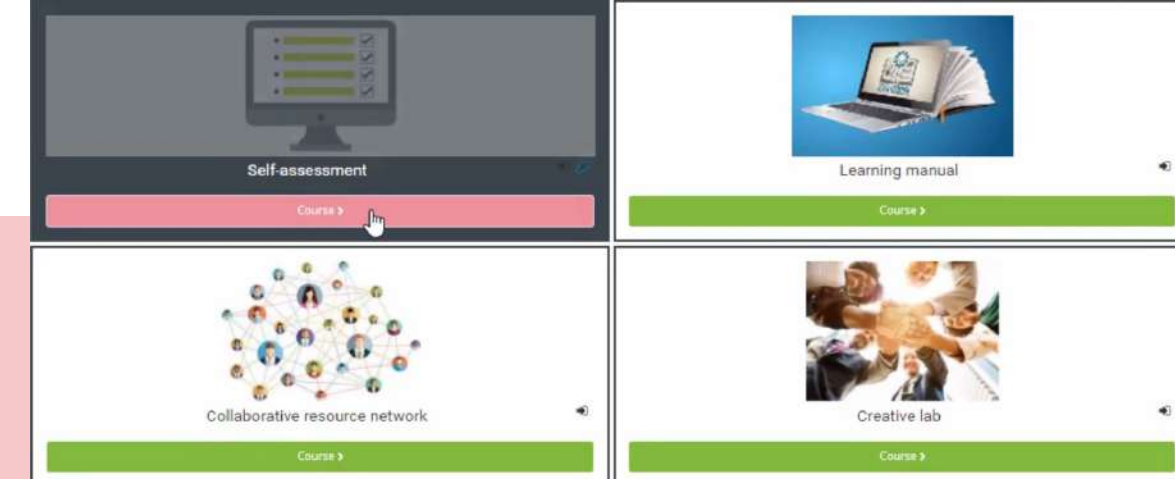 Self-assessment
Course >
Learning manual
Course >
Collaborative resource network
Course >
Creative lab
Course >